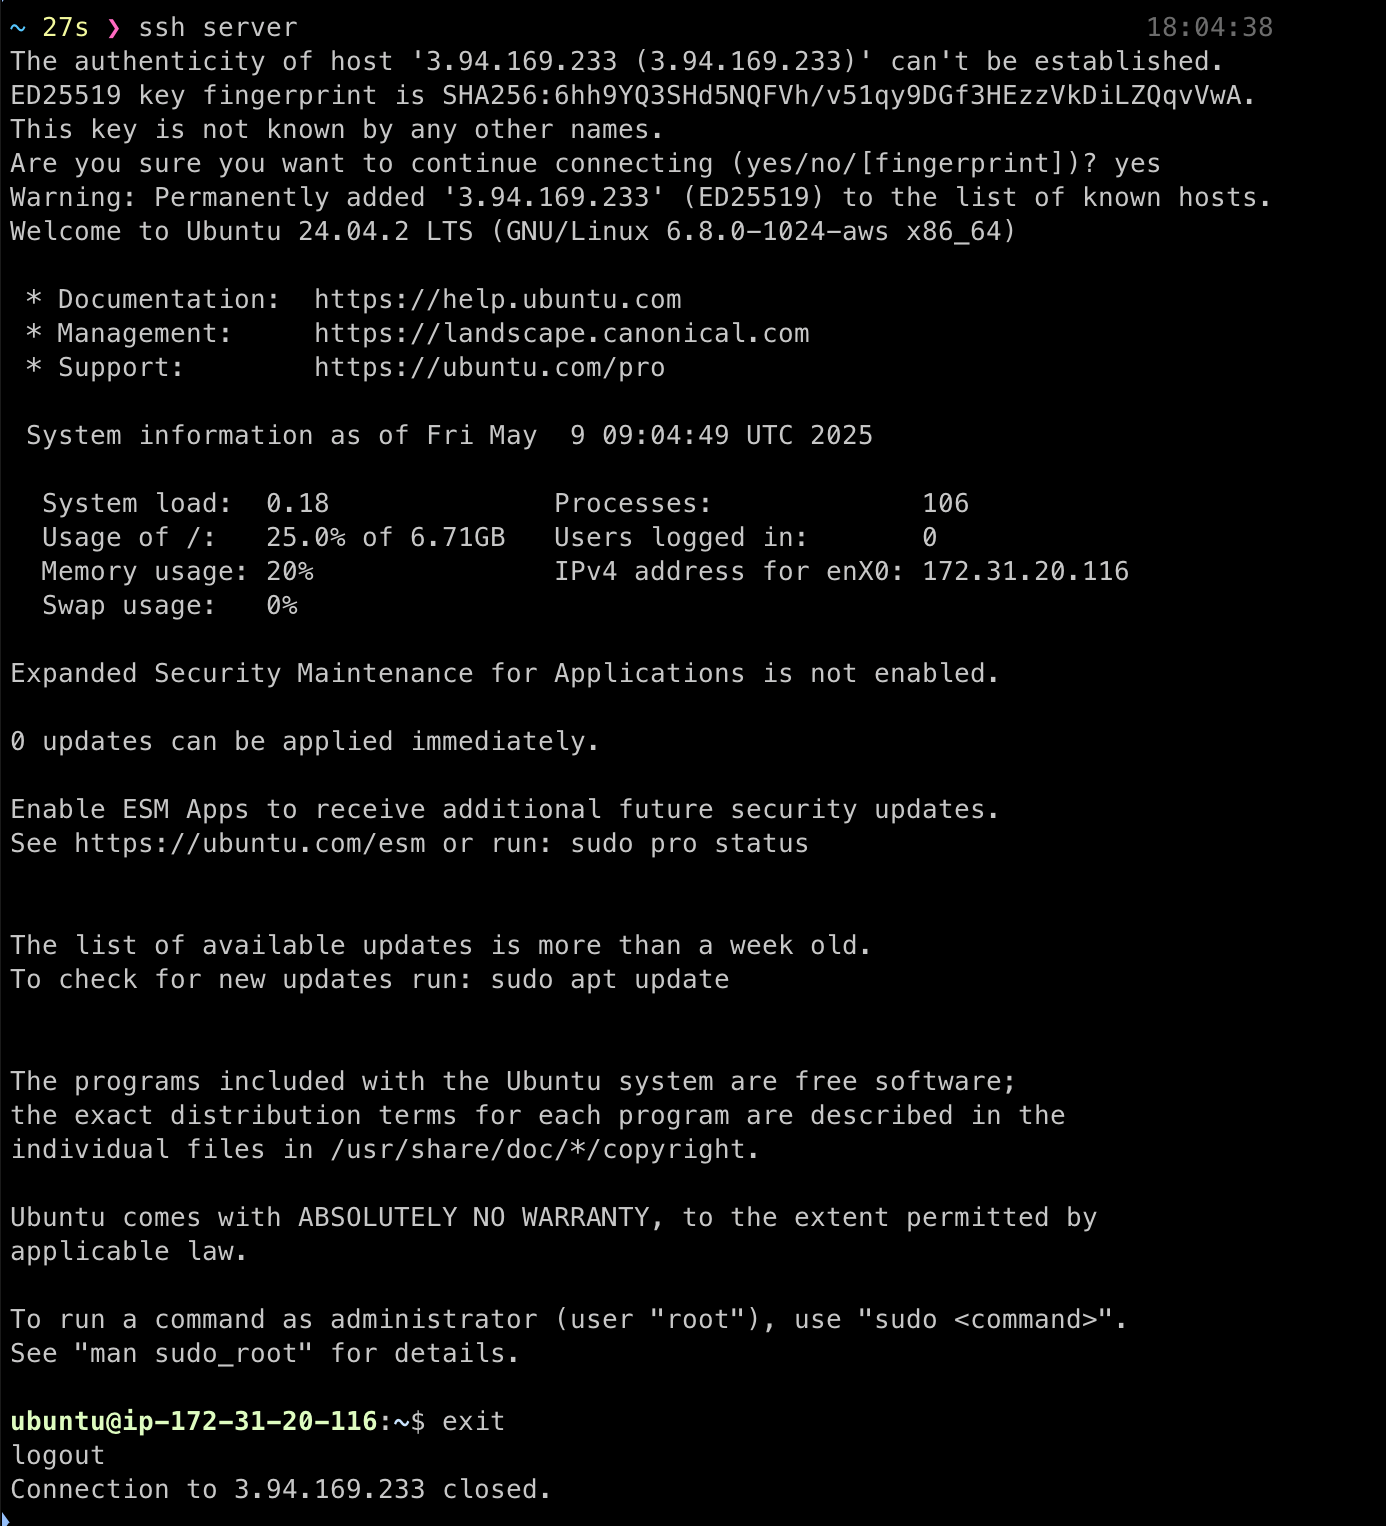 ~ 27s ❯ ssh server 18:04:38
The authenticity of host '3.94.169.233 (3.94.169.233)' can't be established.
ED25519 key fingerprint is SHA256:6hh9YQ3SHd5NQFVh/v51qy9DGf3HEzzVkDiLZQqvVwA.
This key is not known by any other names.
Are you sure you want to continue connecting (yes/no/[fingerprint])? yes
Warning: Permanently added '3.94.169.233' (ED25519) to the list of known hosts.
Welcome to Ubuntu 24.04.2 LTS (GNU/Linux 6.8.0-1024-aws x86_64)

 * Documentation:  https://help.ubuntu.com
 * Management:     https://landscape.canonical.com
 * Support:        https://ubuntu.com/pro

 System information as of Fri May  9 09:04:49 UTC 2025

  System load:  0.18              Processes:             106
  Usage of /:   25.0% of 6.71GB   Users logged in:       0
  Memory usage: 20%               IPv4 address for enX0: 172.31.20.116
  Swap usage:   0%

Expanded Security Maintenance for Applications is not enabled.

0 updates can be applied immediately.

Enable ESM Apps to receive additional future security updates.
See https://ubuntu.com/esm or run: sudo pro status

The list of available updates is more than a week old.
To check for new updates run: sudo apt update

The programs included with the Ubuntu system are free software;
the exact distribution terms for each program are described in the
individual files in /usr/share/doc/*/copyright.

Ubuntu comes with ABSOLUTELY NO WARRANTY, to the extent permitted by
applicable law.

To run a command as administrator (user "root"), use "sudo <command>".
See "man sudo_root" for details.

ubuntu@ip-172-31-20-116:~$ exit
logout
Connection to 3.94.169.233 closed.